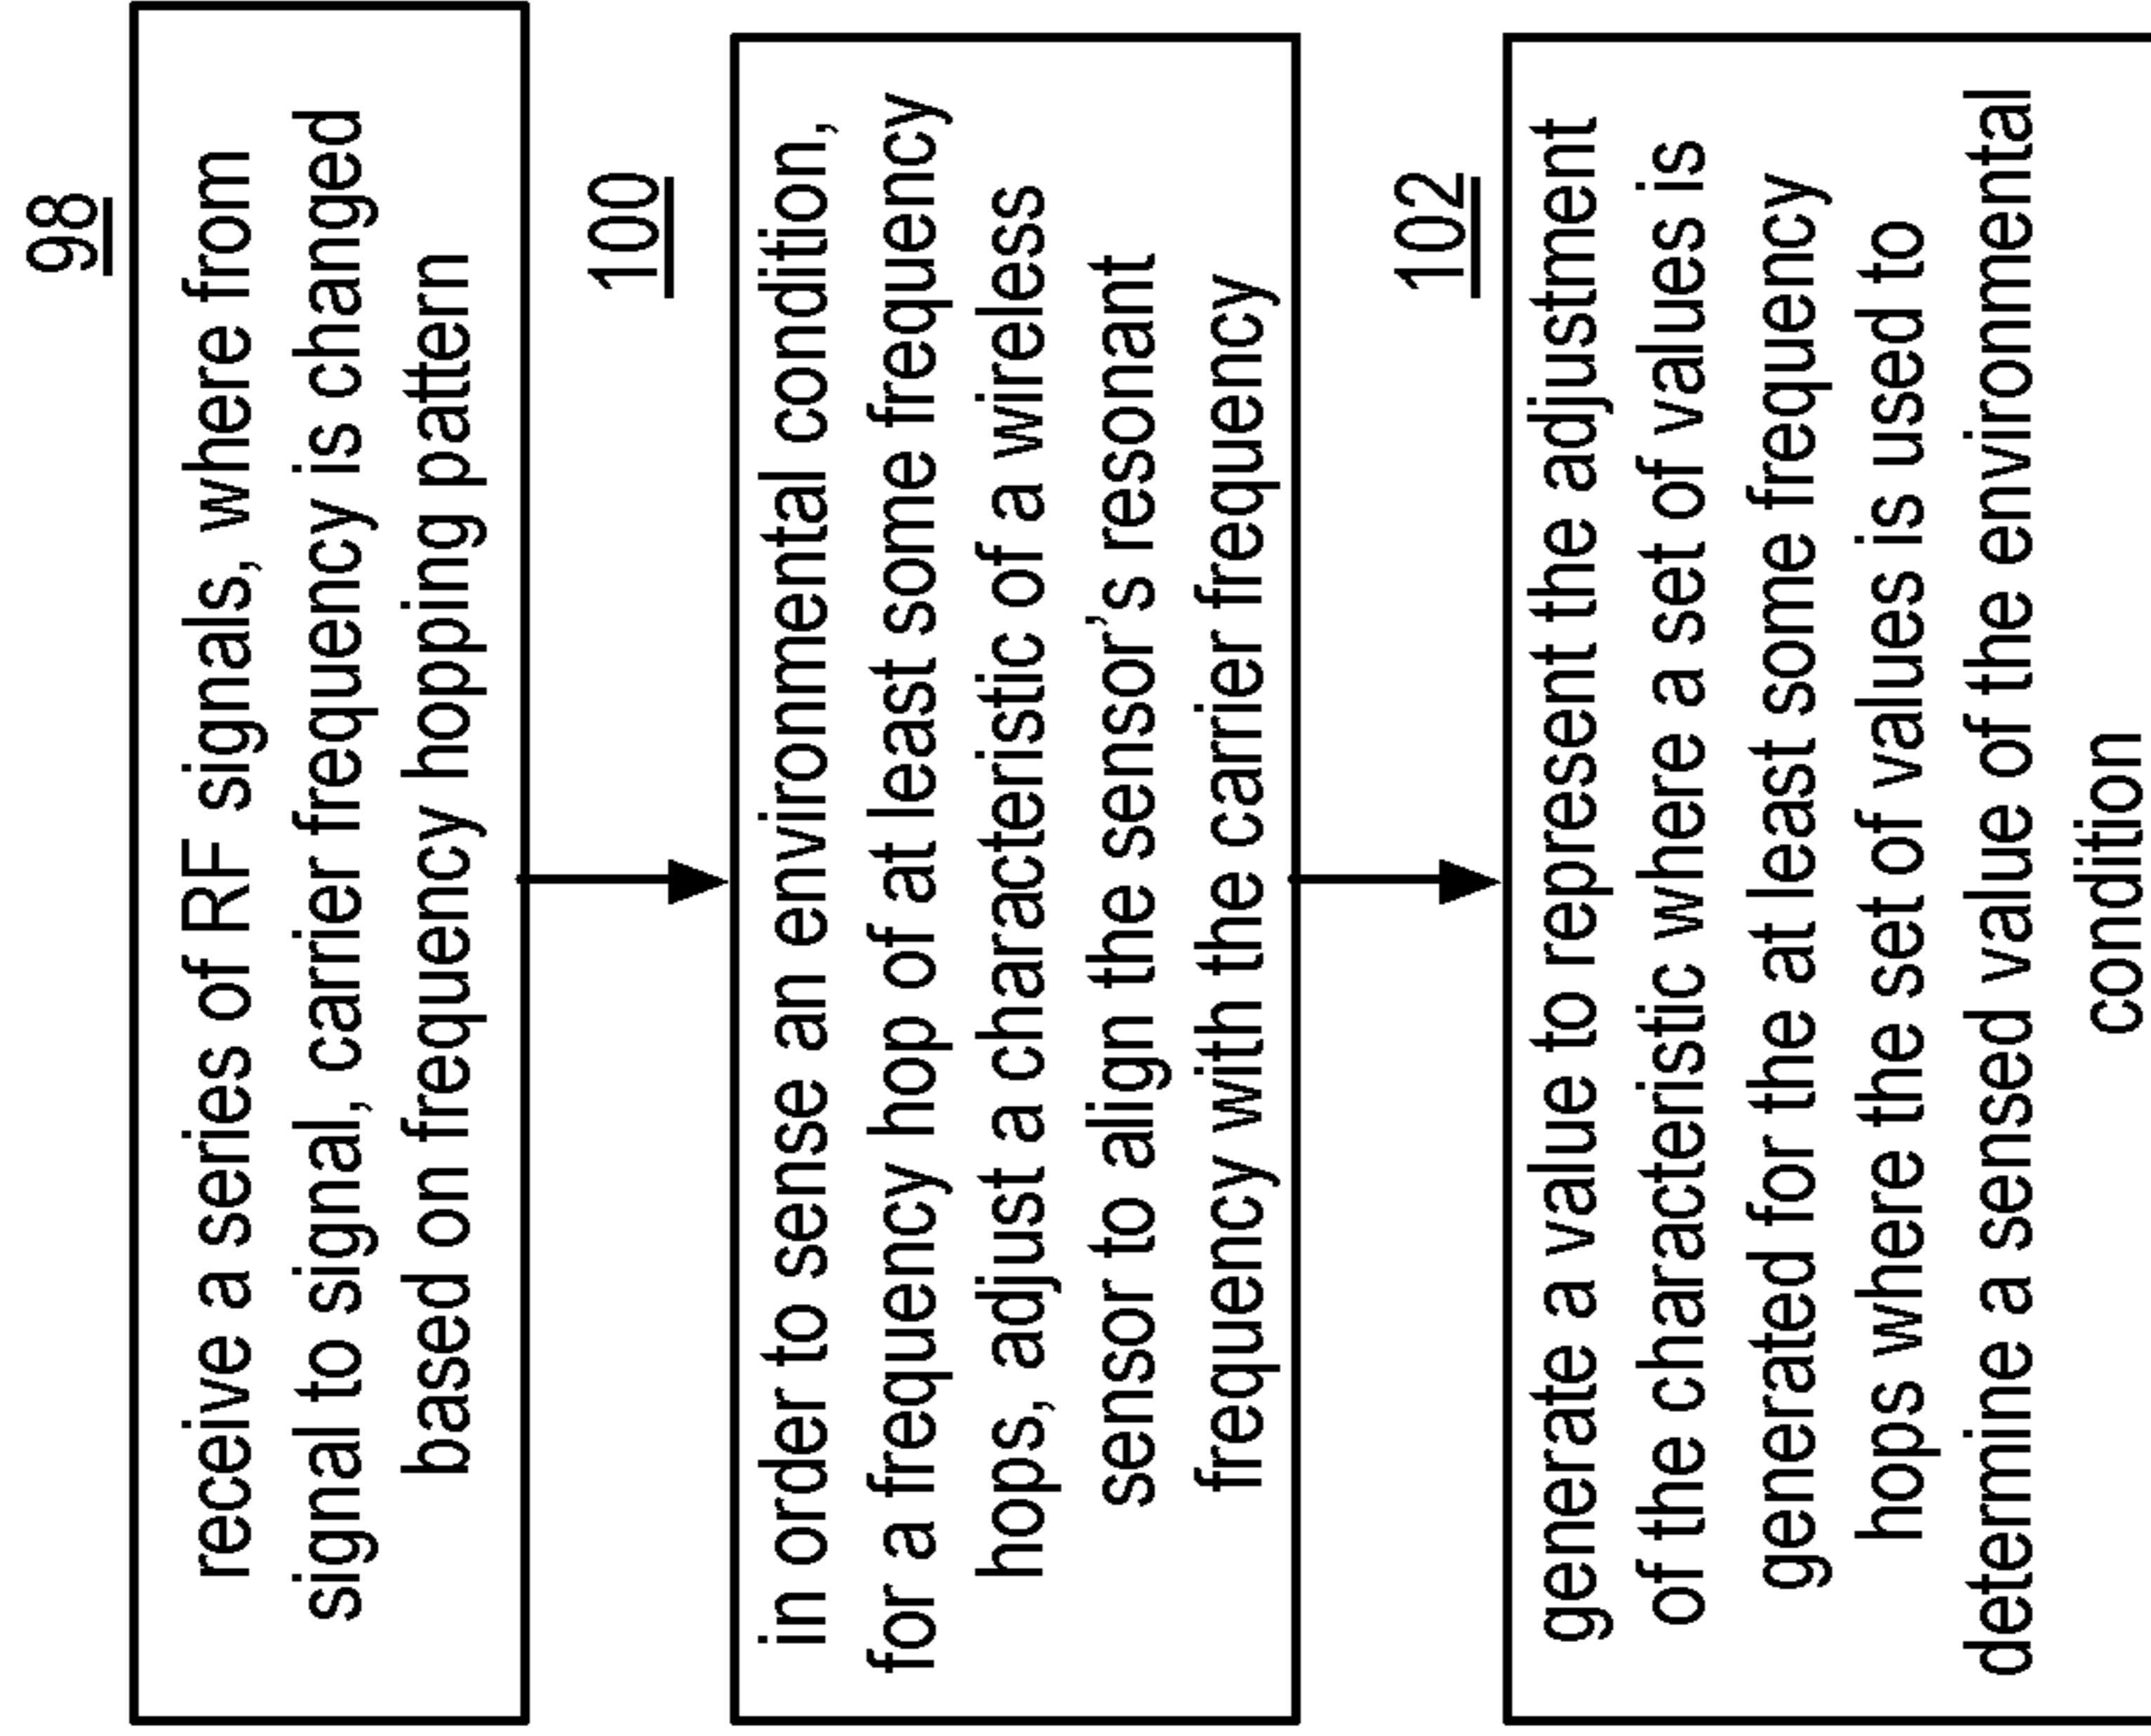 98
receive a series of RF signals, where from
signal to signal, carrier frequency is changed
based on frequency hopping pattern
100
in order to sense an environmental condition,
for a frequency hop of at least some frequency
hops, adjust a characteristic of a wireless
sensor to align the sensor's resonant
frequency with the carrier frequency
102
generate a value to represent the adjustment
of the characteristic where a set of values is
generated for the at least some frequency
hops where the set of values is used to
determine a sensed value of the environmental
condition